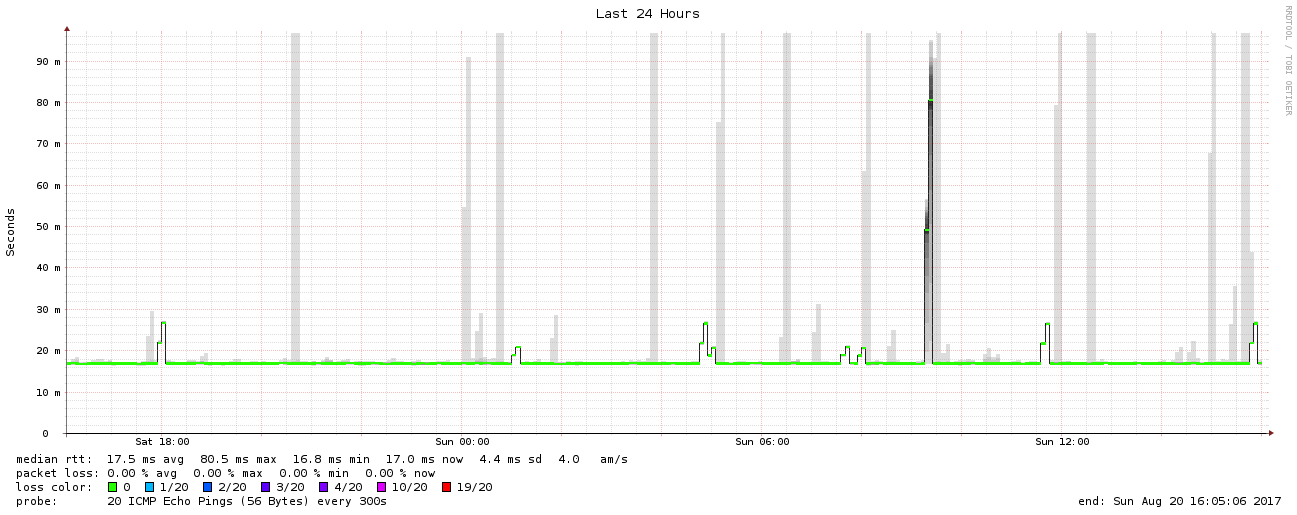 Last 24 Hours
RRDTOOL / TOBI OETIKER
Seconds
90 m
80 m
70 m
60 m
50 m
40 m
30 m
20 m
10 m
0
Sat 18:00 Sun 00:00 Sun 06:00 Sun 12:00
median rtt: 17.5 ms avg 80.5 ms max 16.8 ms min 17.0 ms now 4.4 ms sd 4.0 am/s
packet loss: 0.00 % avg 0.00 % max 0.00 % min 0.00 % now
loss color: 0 1/20 2/20 3/20 4/20 10/20 19/20
probe: 20 ICMP Echo Pings (56 Bytes) every 300s end: Sun Aug 20 16:05:06 2017